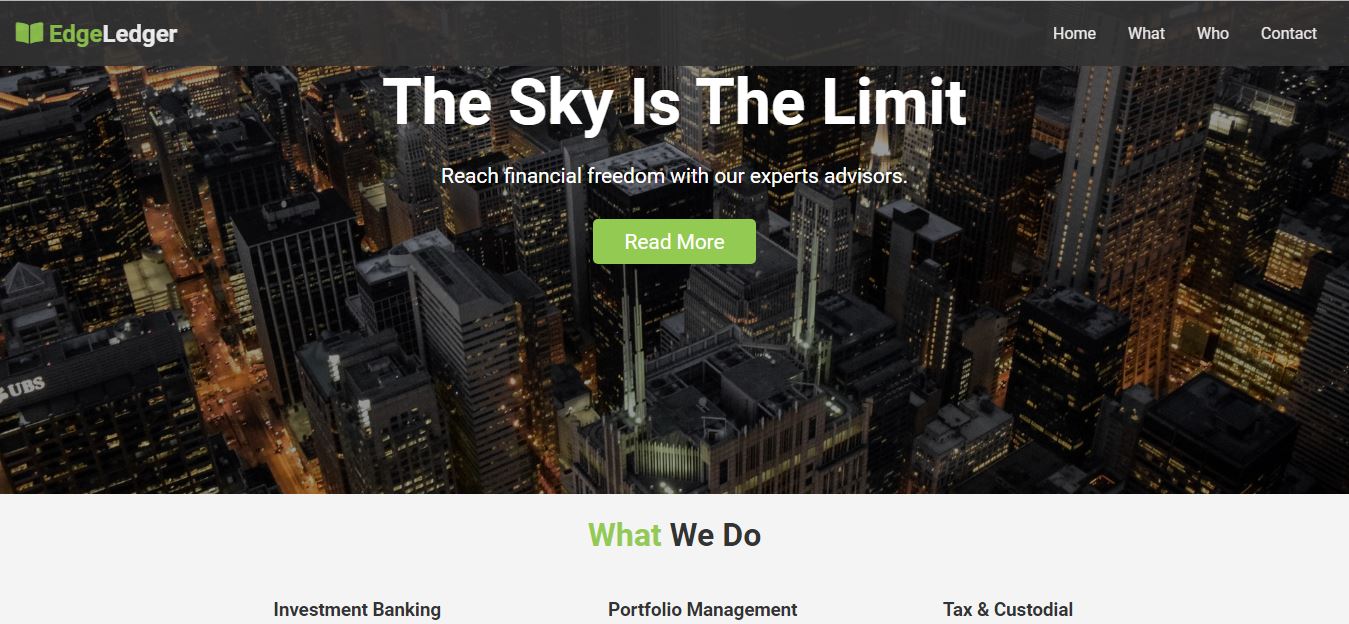 EdgeLedger
Home What Who Contact
The Sky Is The Limit
Reach financial freedom with our experts advisors.
Read More
UBS
What We Do
Investment Banking Portfolio Management Tax & Custodial